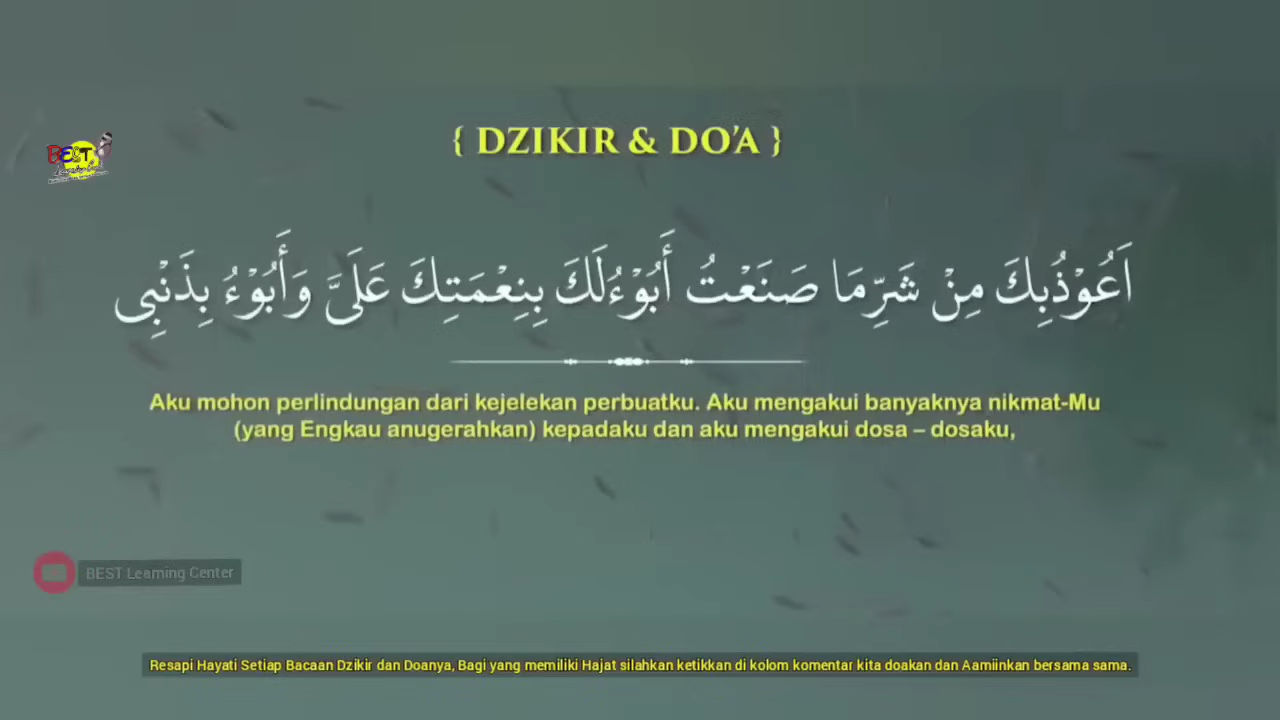 { DZIKIR & DO’A }
BEST
اَعُوْذُبِكَ مِنْ شَرِّمَا صَنَعْتُ أَبُوْءُلَكَ بِنِعْمَتِكَ عَلَىَّ وَأَبُوْءُ بِذَنْبِى
Aku mohon perlindungan dari kejelekan perbuatku. Aku mengakui banyaknya nikmat-Mu
(yang Engkau anugerahkan) kepadaku dan aku mengakui dosa – dosaku,
BEST Learning Center
Resapi Hayati Setiap Bacaan Dzikir dan Doanya, Bagi yang memiliki Hajat silahkan ketikkan di kolom komentar kita doakan dan Aamiinkan bersama sama.